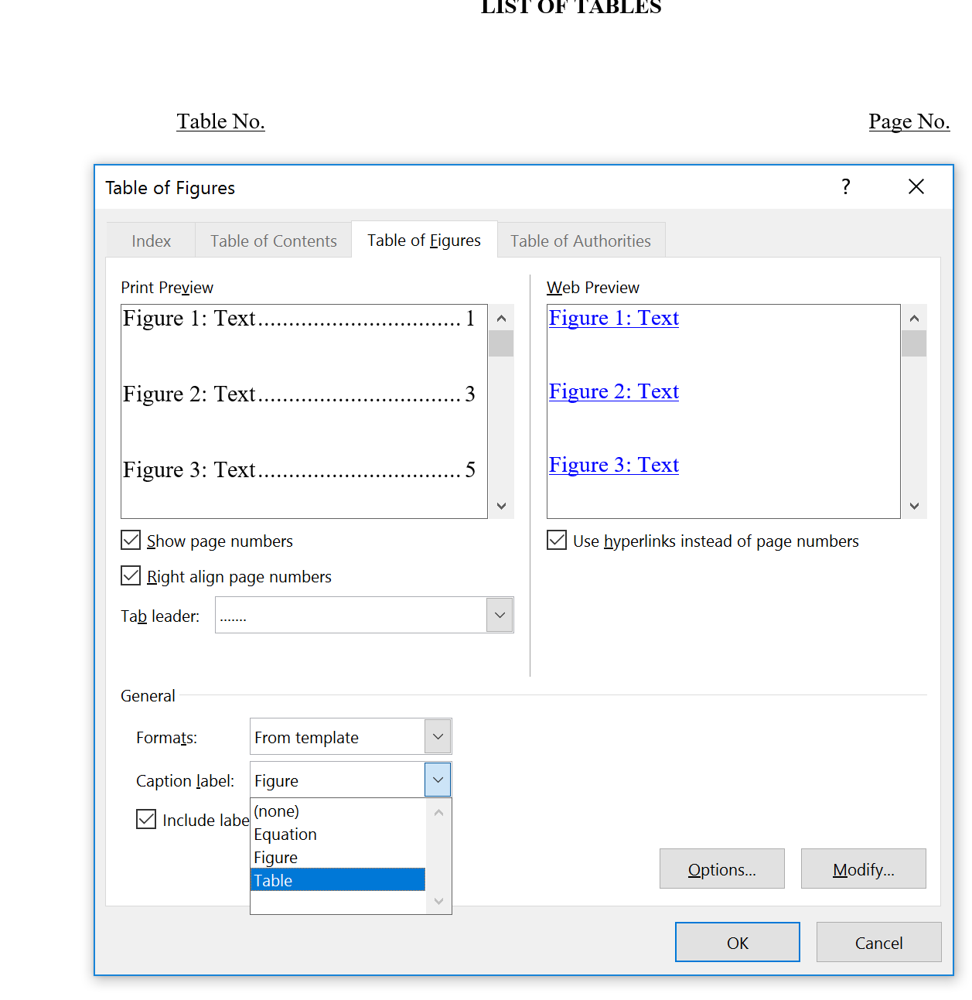 LIST OF TABLES
Table No. Page No.
Table of Figures ?
Index Table of Contents Table of Figures Table of Authorities
Print Preview Web Preview
Figure 1: Text................................. 1 Figure 1: Text
Figure 2: Text................................. 3 Figure 2: Text
Figure 3: Text................................. 5 Figure 3: Text
Show page numbers Use hyperlinks instead of page numbers
Right align page numbers
Tab leader: .......
General
Formats: From template
Caption label: Figure
(none)
Include labe
Equation
Figure
Table
Options... Modify...
OK Cancel